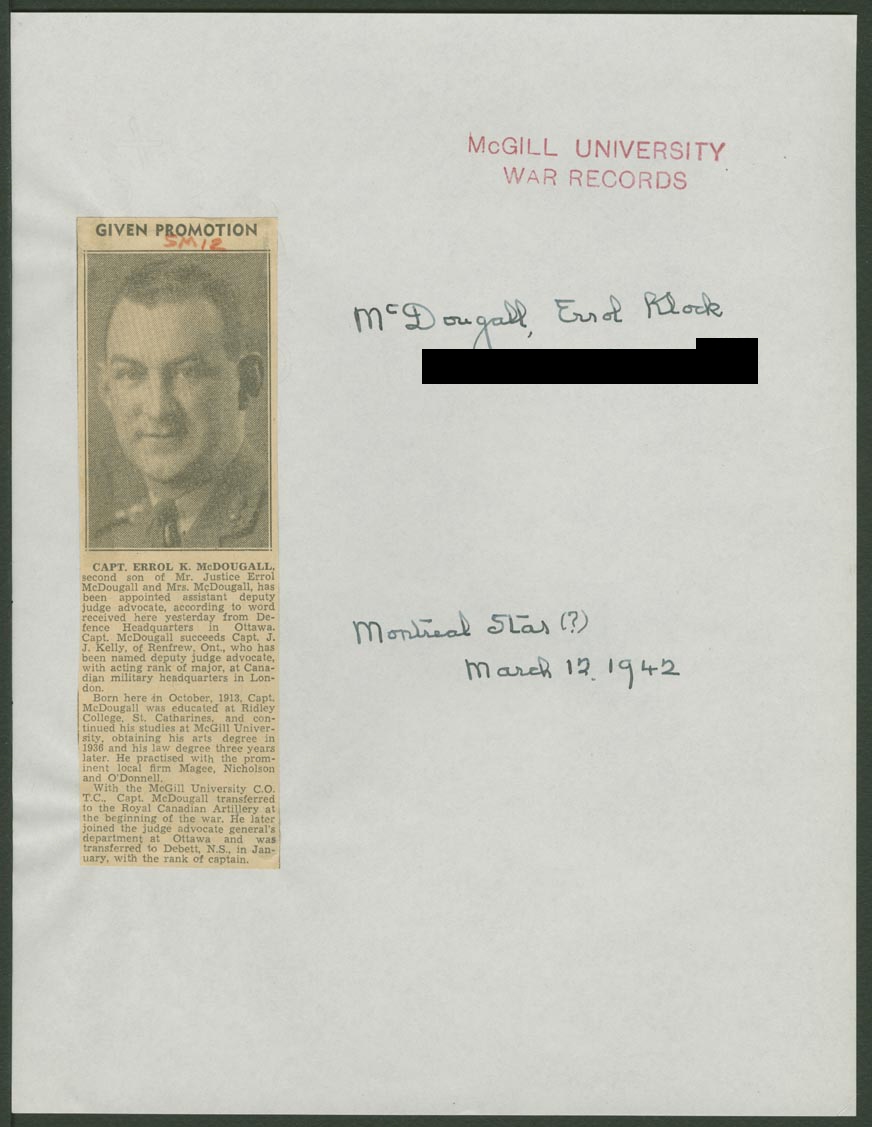 McGILL UNIVERSITY
WAR RECORDS
GIVEN PROMOTION
SM12
McDougall, Errol Klock
CAPT. ERROL K. McDOUGALL,
second son of Mr. Justice Errol
McDougall and Mrs. McDougall, has
been appointed assistant deputy
judge advocate, according to word
received here yesterday from De-
fence Headquarters in Ottawa.
Capt. McDougall succeeds Capt. J.
J. Kelly, of Renfrew, Ont., who has
been named deputy judge advocate,
with acting rank of major, at Cana-
dian military headquarters in Lon-
don.
Born here in October, 1913, Capt.
McDougall was educated at Ridley
College, St. Catharines, and con-
tinued his studies at McGill Univer-
sity, obtaining his arts degree in
1936 and his law degree three years
later. He practised with the prom-
inent local firm Magee, Nicholson
and O'Donnell.
With the McGill University C.O.
T.C., Capt. McDougall transferred
to the Royal Canadian Artillery at
the beginning of the war. He later
joined the judge advocate general's
department at Ottawa and was
transferred to Debett, N.S., in Jan-
uary, with the rank of captain.
Montreal Star (?)
March 12, 1942